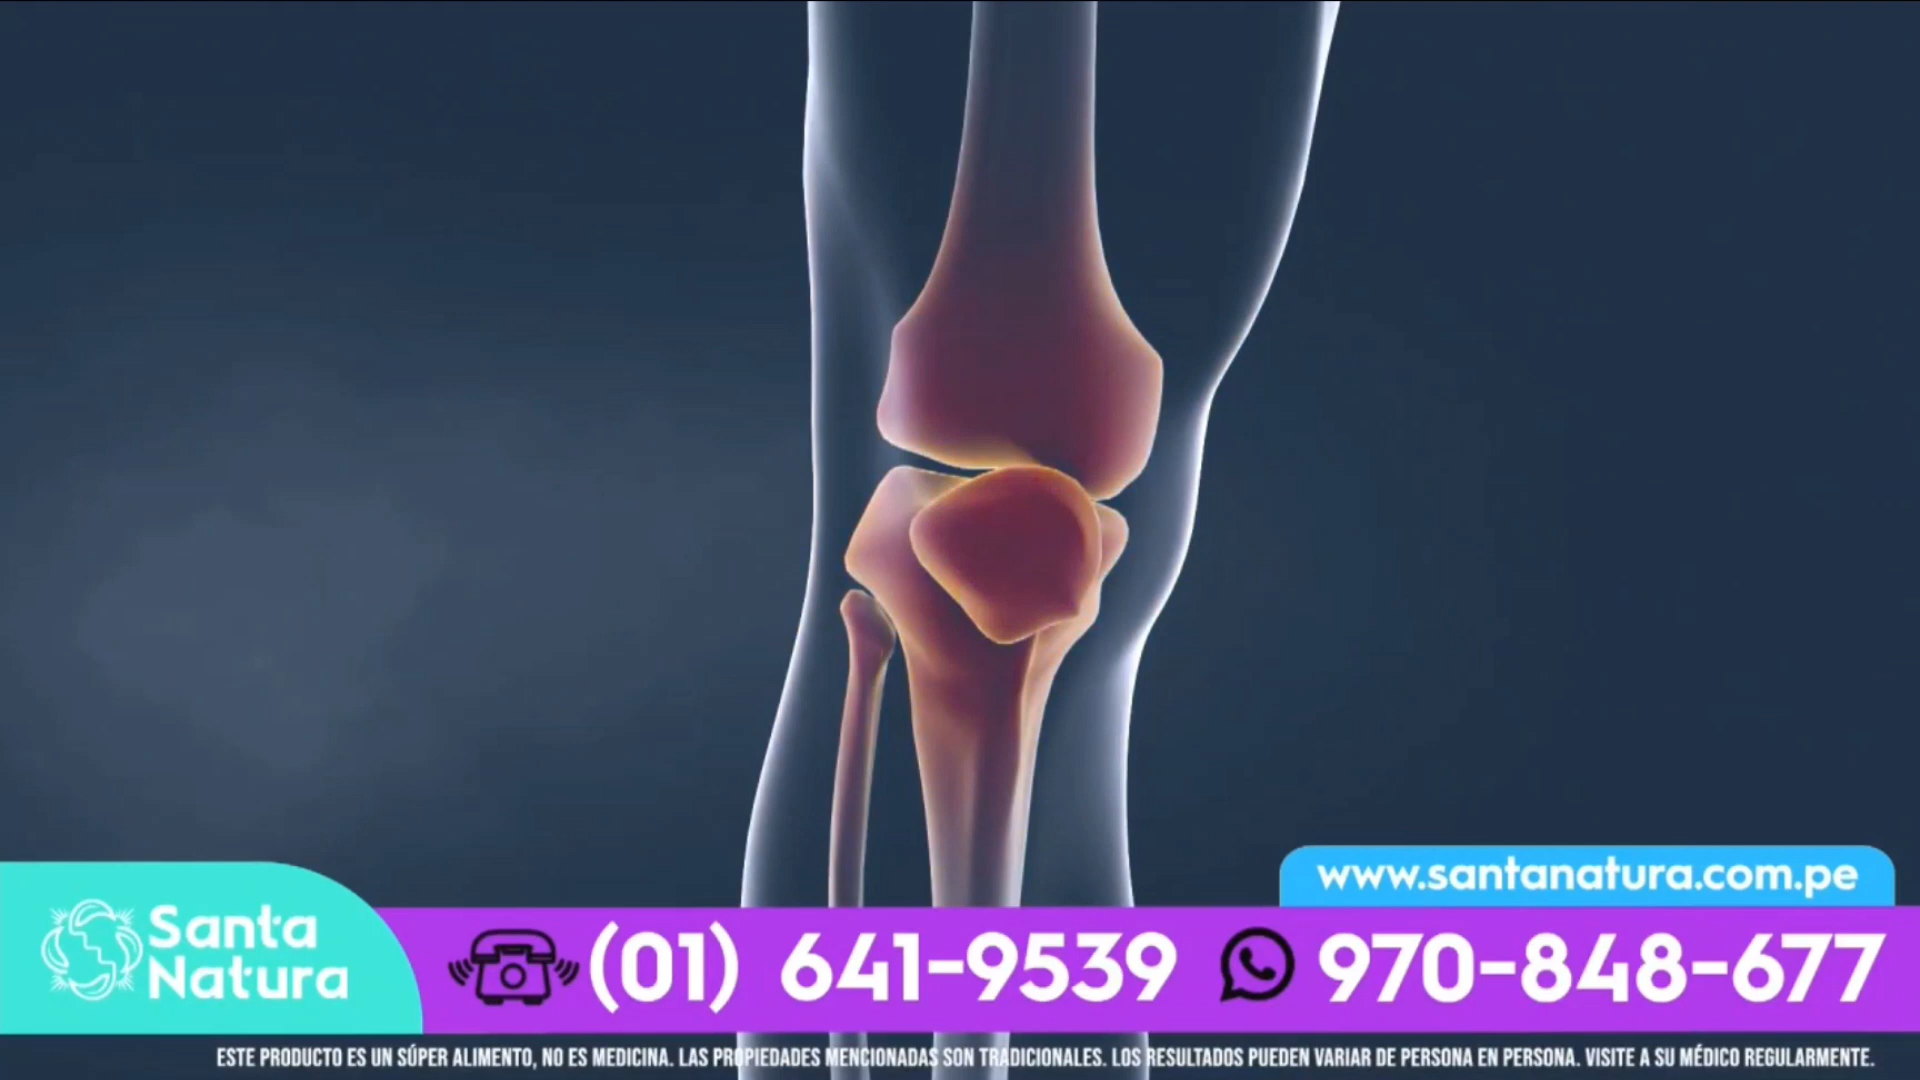 www.santanatura.com.pe
Santa
Natura
(01) 641-9539
970-848-677
ESTE PRODUCTO ES UN SÚPER ALIMENTO, NO ES MEDICINA. LAS PROPIEDADES MENCIONADAS SON TRADICIONALES. LOS RESULTADOS PUEDEN VARIAR DE PERSONA EN PERSONA. VISITE A SU MÉDICO REGULARMENTE.